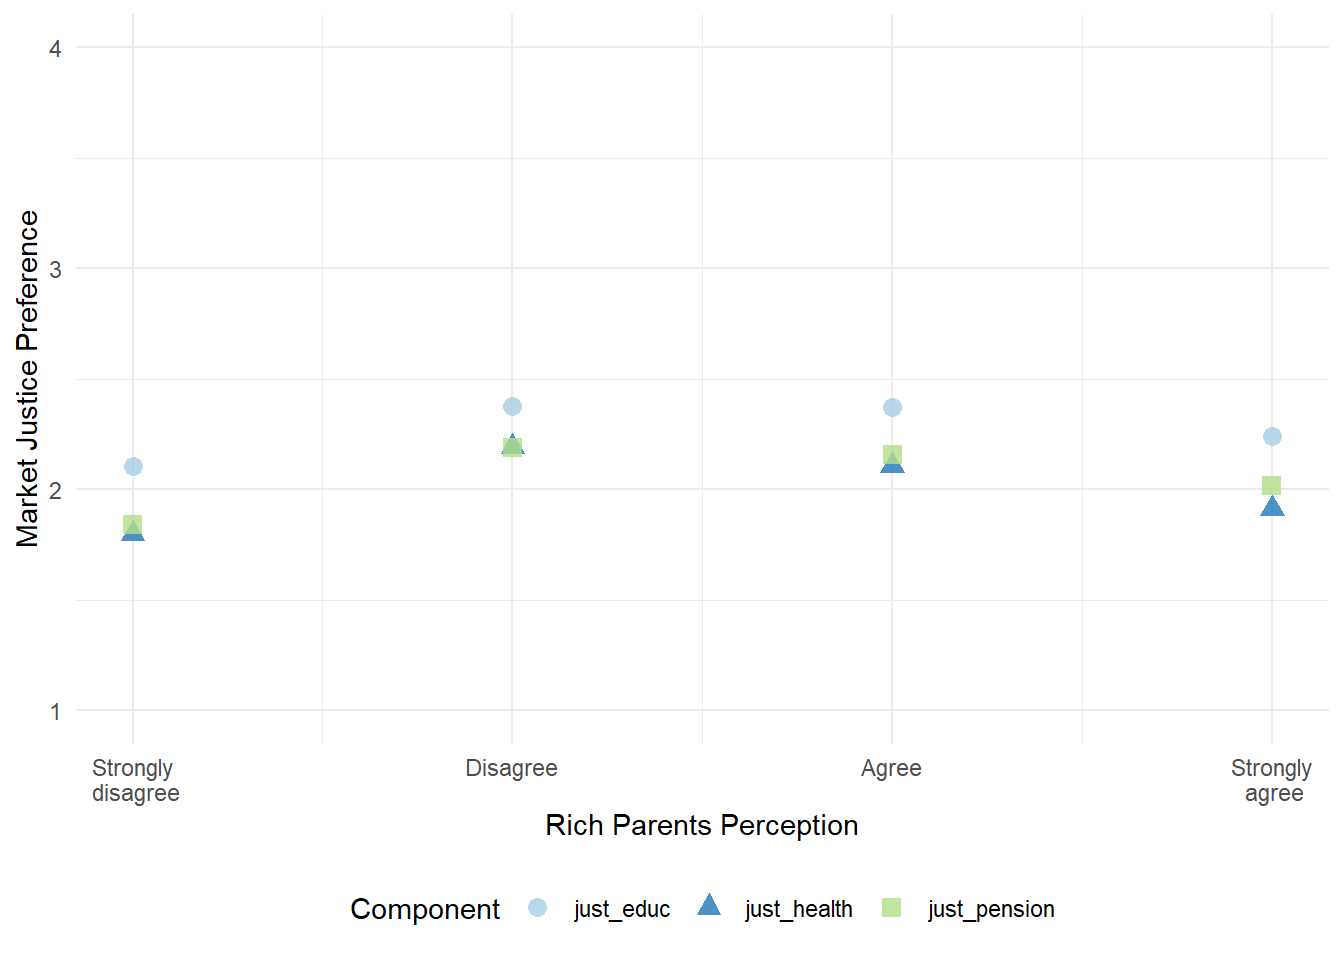 Market Justice Preference
4
3
2
1
Strongly
disagree
Disagree
Agree
Strongly
agree
Rich Parents Perception
Component just_educ just_health just_pension